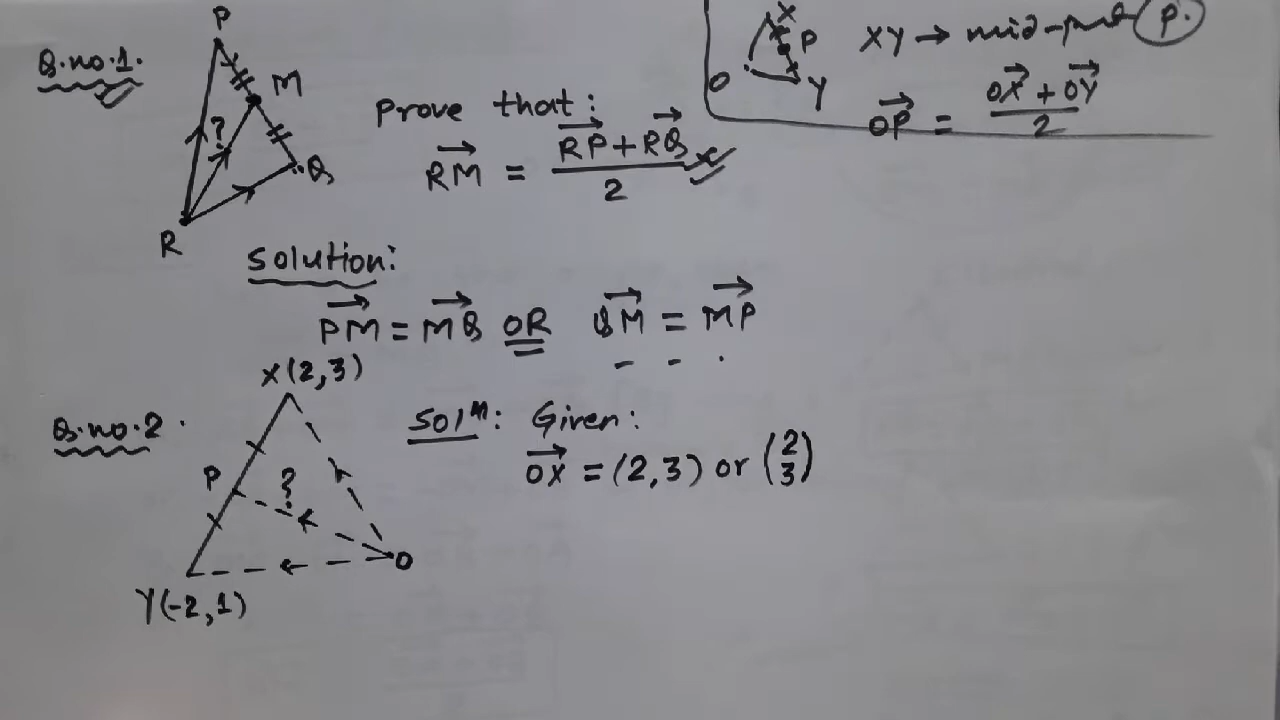 Q.no.1.
P
M
?
Q
R
Prove that:
RM = RP + RQ / 2
X
P
O
Y
XY → mid-point P.
OP = OX + OY / 2
Solution:
PM = MQ OR QM = MP
- - .
Q.no.2.
X(2,3)
P
?
O
Y(-2,1)
Solⁿ: Given:
OX = (2,3) or (2 3)